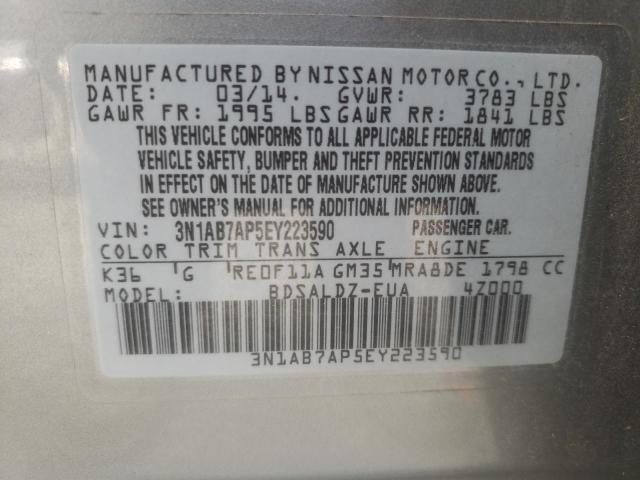 MANUFACTURED BY NISSAN MOTOR CO., LTD.
DATE: 03/14. GVWR: 3783 LBS
GAWR FR: 1995 LBS GAWR RR: 1841 LBS
THIS VEHICLE CONFORMS TO ALL APPLICABLE FEDERAL MOTOR
VEHICLE SAFETY, BUMPER AND THEFT PREVENTION STANDARDS
IN EFFECT ON THE DATE OF MANUFACTURE SHOWN ABOVE.
SEE OWNER'S MANUAL FOR ADDITIONAL INFORMATION.
VIN: 3N1AB7AP5EY223590 PASSENGER CAR.
COLOR TRIM TRANS AXLE ENGINE
K36 G RE0F11A GM35 MRA8DE 1798 CC
MODEL: BDSALDZ-EUA 4Z000
3N1AB7AP5EY223590